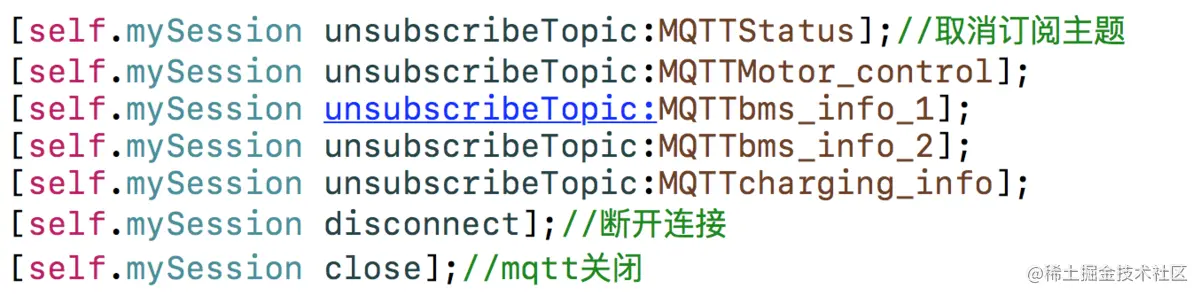 [self.mySession unsubscribeTopic:MQTTStatus];//取消订阅主题
[self.mySession unsubscribeTopic:MQTTMotor_control];
[self.mySession unsubscribeTopic:MQTTbms_info_1];
[self.mySession unsubscribeTopic:MQTTbms_info_2];
[self.mySession unsubscribeTopic:MQTTcharging_info];
[self.mySession disconnect];//断开连接
[self.mySession close];//mqtt关闭
@稀土掘金技术社区